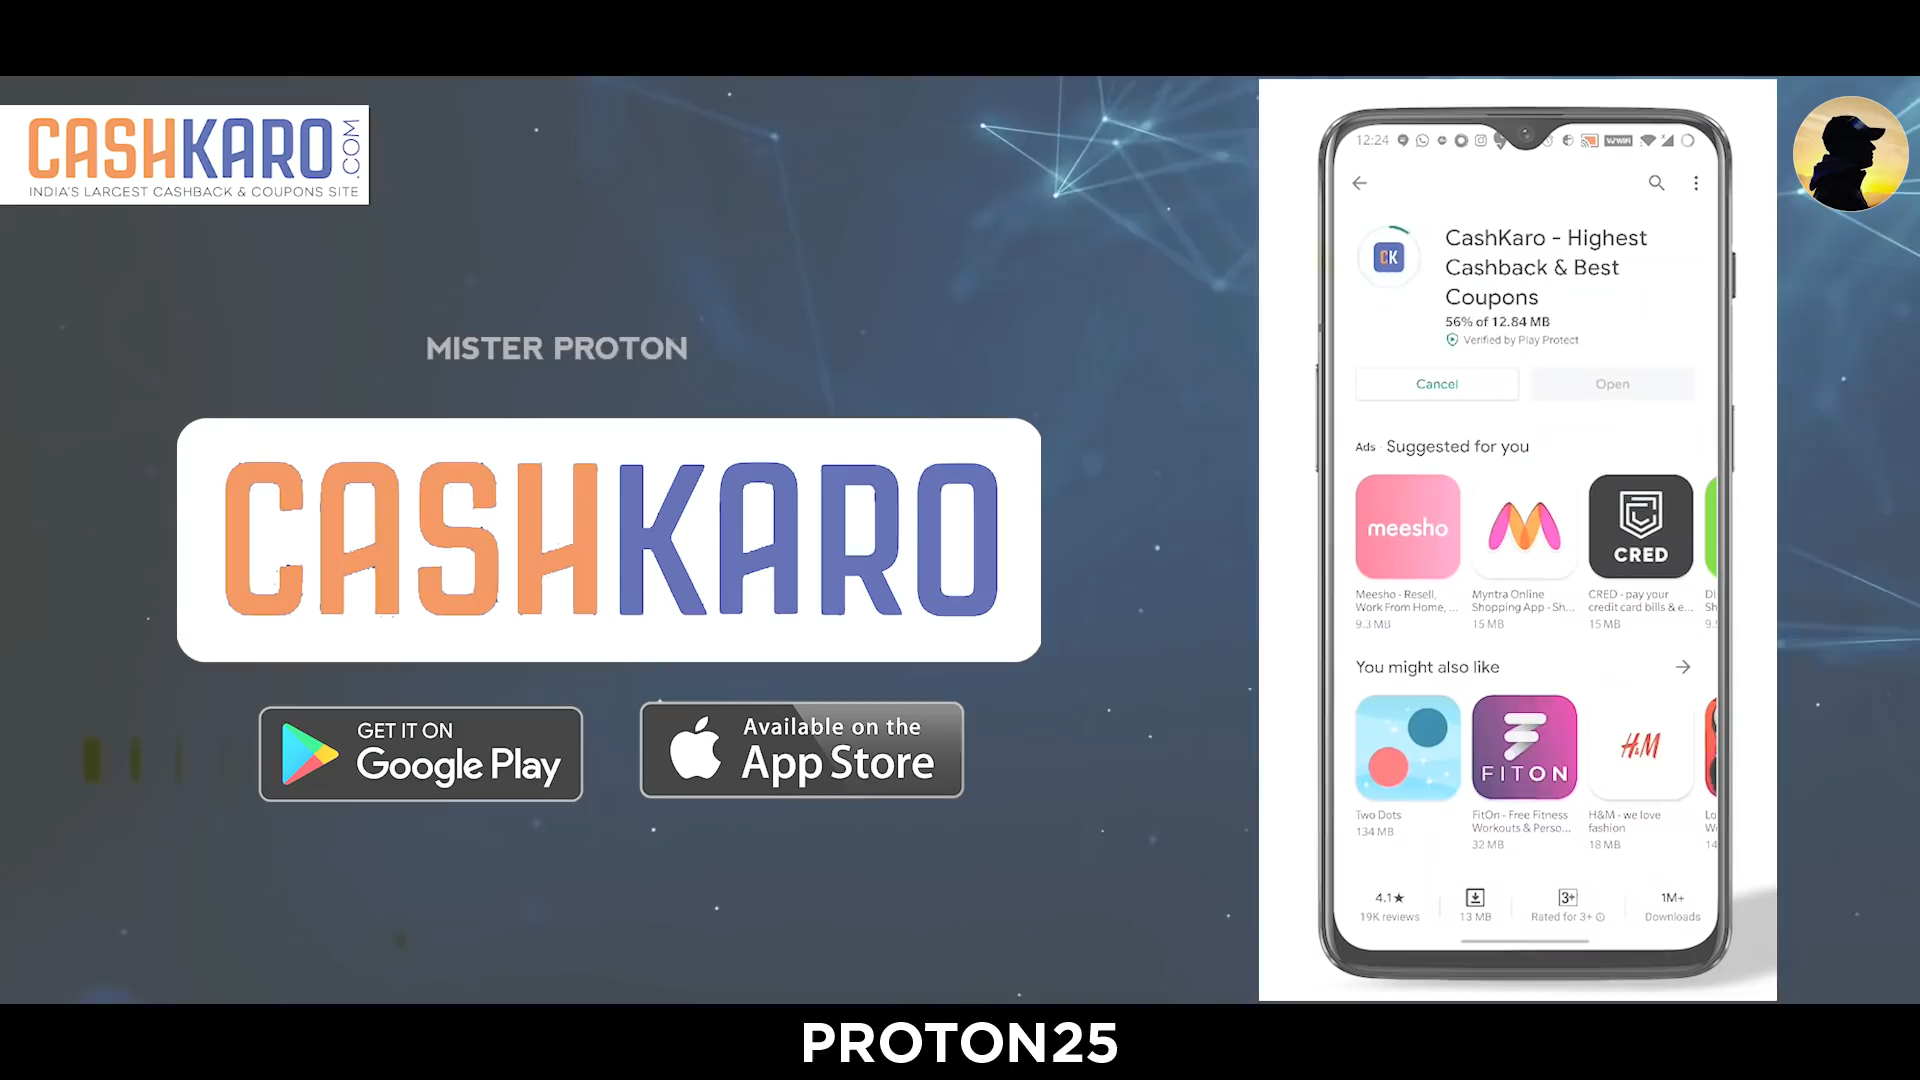 CASHKARO
.COM
INDIA'S LARGEST CASHBACK & COUPONS SITE
MISTER PROTON
CASHKARO
GET IT ON
Google Play
Available on the
App Store
12:24
VoWiFi
CK
CashKaro - Highest
Cashback & Best
Coupons
56% of 12.84 MB
Verified by Play Protect
Cancel
Open
Ads · Suggested for you
meesho
CRED
Meesho - Resell,
Work From Home, ...
9.3 MB
Myntra Online
Shopping App - Sh...
15 MB
CRED - pay your
credit card bills & e...
15 MB
You might also like
FITON
H&M
Two Dots
134 MB
FitOn - Free Fitness
Workouts & Perso...
32 MB
H&M - we love
fashion
18 MB
4.1★
19K reviews
13 MB
3+
Rated for 3+
1M+
Downloads
PROTON25